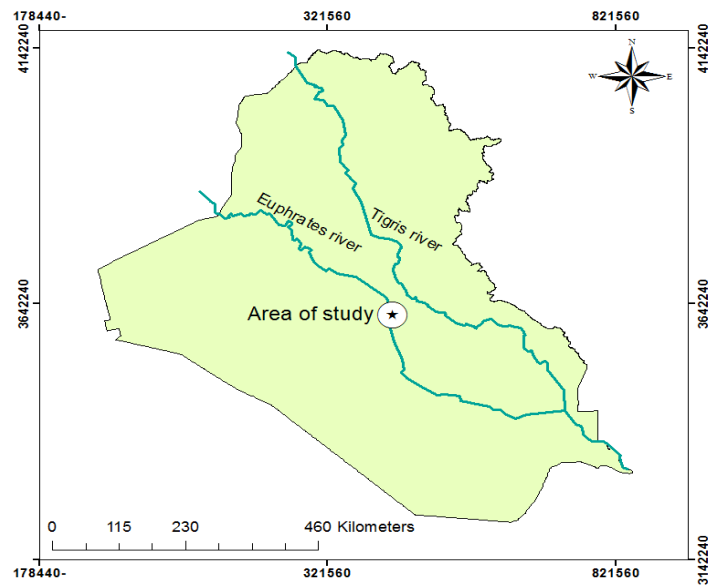 178440-
321560
821560
4142240
4142240
N
W
E
S
Euphrates river
Tigris river
3642240
3642240
Area of study
0
115
230
460 Kilometers
3142240
178440-
321560
821560